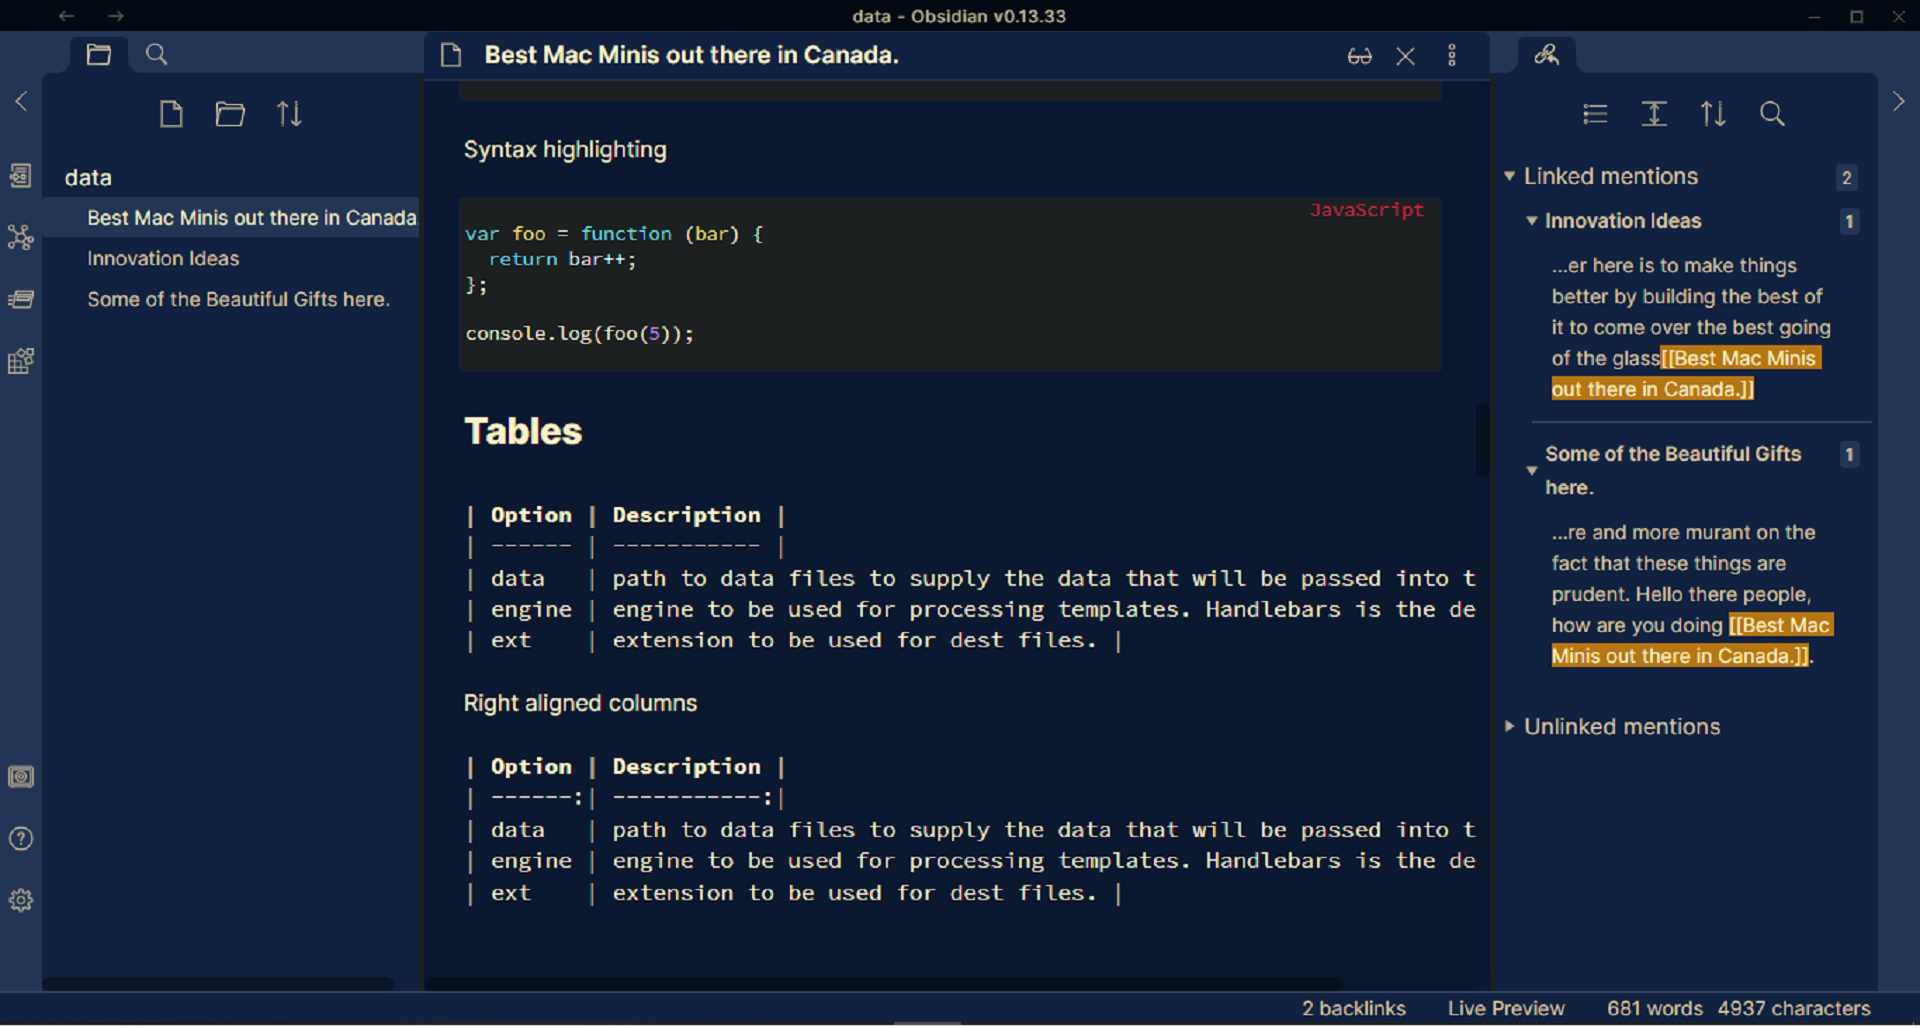 data - Obsidian v0.13.33
Best Mac Minis out there in Canada.
data
Best Mac Minis out there in Canada.
Innovation Ideas
Some of the Beautiful Gifts here.
Syntax highlighting
JavaScript
var foo = function (bar) {
  return bar++;
};
console.log(foo(5));
Tables
| Option | Description |
| ------ | ----------- |
| data   | path to data files to supply the data that will be passed into t
| engine | engine to be used for processing templates. Handlebars is the de
| ext    | extension to be used for dest files. |
Right aligned columns
| Option | Description |
| ------:| -----------:|
| data   | path to data files to supply the data that will be passed into t
| engine | engine to be used for processing templates. Handlebars is the de
| ext    | extension to be used for dest files. |
Linked mentions 2
Innovation Ideas 1
...er here is to make things
better by building the best of
it to come over the best going
of the glass[[Best Mac Minis
out there in Canada.]]
Some of the Beautiful Gifts 1
here.
...re and more murant on the
fact that these things are
prudent. Hello there people,
how are you doing [[Best Mac
Minis out there in Canada.]].
Unlinked mentions
2 backlinks Live Preview 681 words 4937 characters